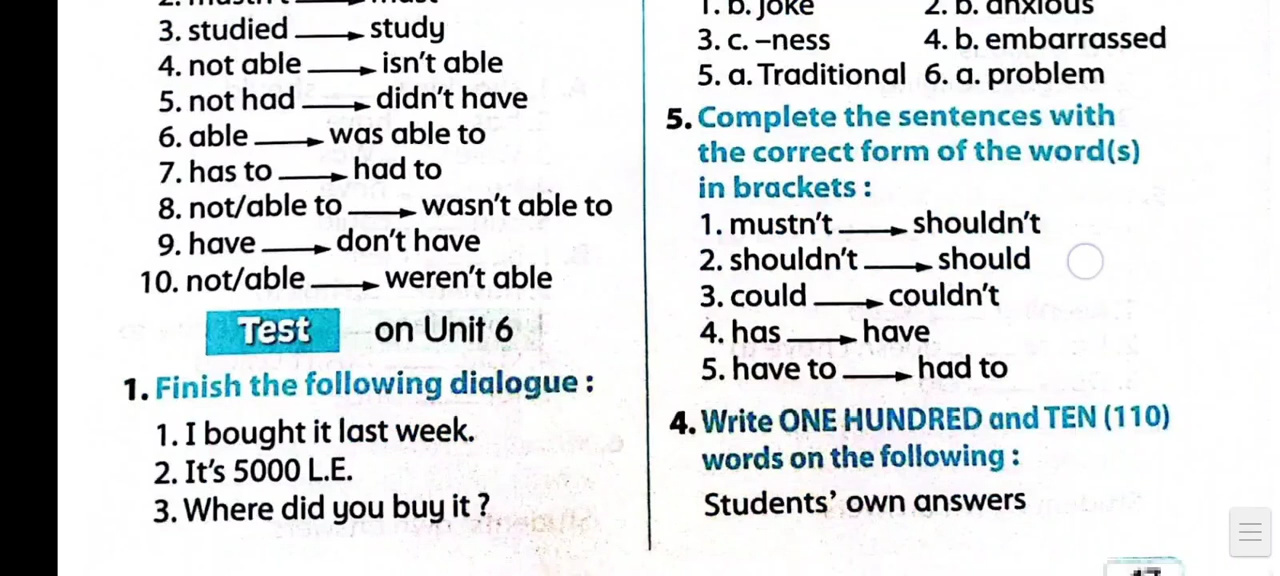 3. studied → study
4. not able → isn't able
5. not had → didn't have
6. able → was able to
7. has to → had to
8. not/able to → wasn't able to
9. have → don't have
10. not/able → weren't able
Test on Unit 6
1. Finish the following dialogue :
1. I bought it last week.
2. It's 5000 L.E.
3. Where did you buy it ?
1. b. joke 2. b. anxious
3. c. –ness 4. b. embarrassed
5. a. Traditional 6. a. problem
5. Complete the sentences with
the correct form of the word(s)
in brackets :
1. mustn't → shouldn't
2. shouldn't → should
3. could → couldn't
4. has → have
5. have to → had to
4. Write ONE HUNDRED and TEN (110)
words on the following :
Students' own answers